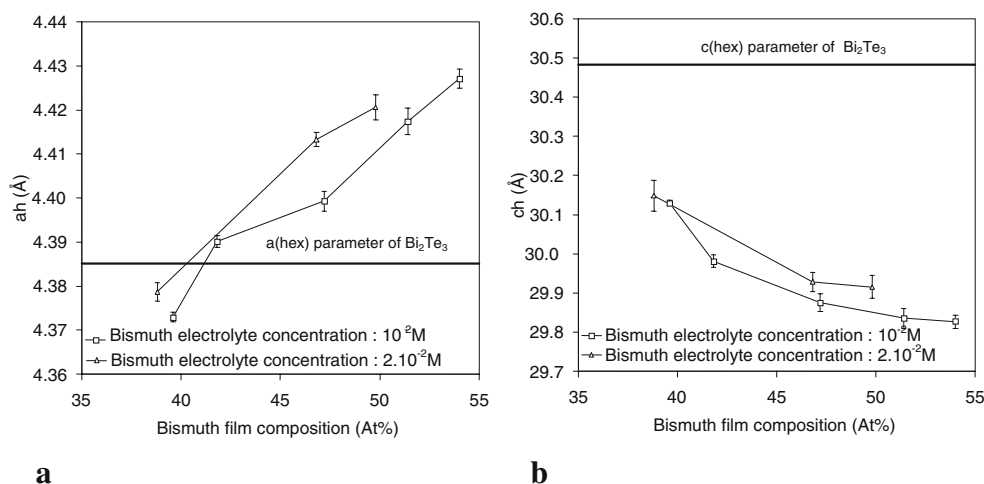 4.44
4.43
4.42
4.41
4.40
4.39
4.38
4.37
4.36
ah (Å)
a(hex) parameter of Bi₂Te₃
Bismuth electrolyte concentration : 10⁻²M
Bismuth electrolyte concentration : 2.10⁻²M
35 40 45 50 55
Bismuth film composition (At%)
a
30.6
30.5
30.4
30.3
30.2
30.1
30.0
29.9
29.8
29.7
ch (Å)
c(hex) parameter of Bi₂Te₃
Bismuth electrolyte concentration : 10⁻²M
Bismuth electrolyte concentration : 2.10⁻²M
35 40 45 50 55
Bismuth film composition (At%)
b